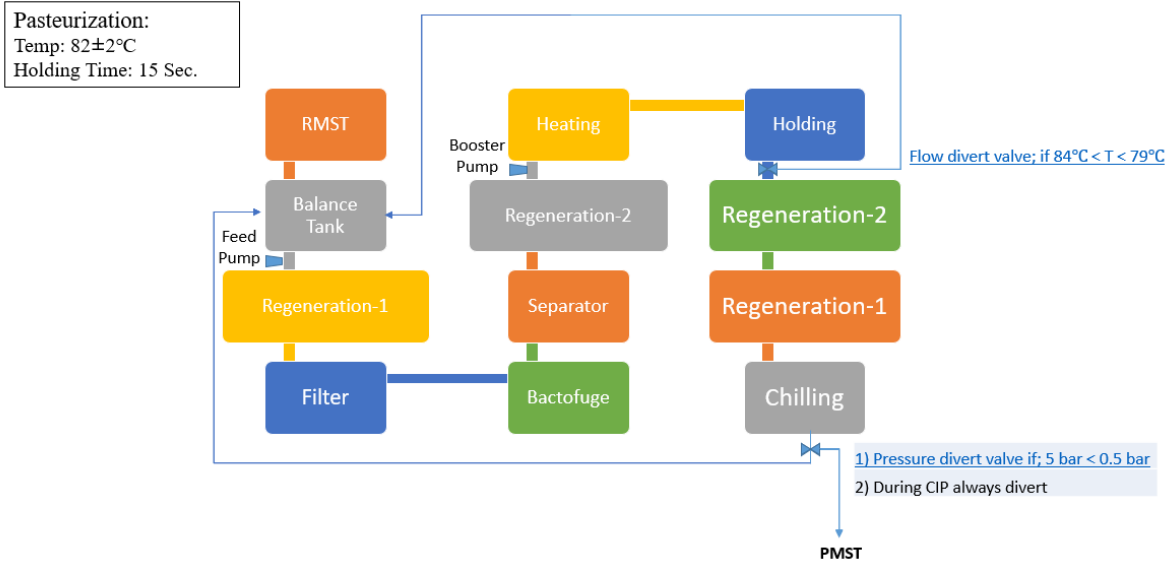 Pasteurization:
Temp: 82±2°C
Holding Time: 15 Sec.
RMST
Balance
Tank
Feed
Pump
Regeneration-1
Filter
Heating
Booster
Pump
Regeneration-2
Separator
Bactofuge
Holding
Flow divert valve; if 84℃ < T < 79℃
Regeneration-2
Regeneration-1
Chilling
1) Pressure divert valve if; 5 bar < 0.5 bar
2) During CIP always divert
PMST